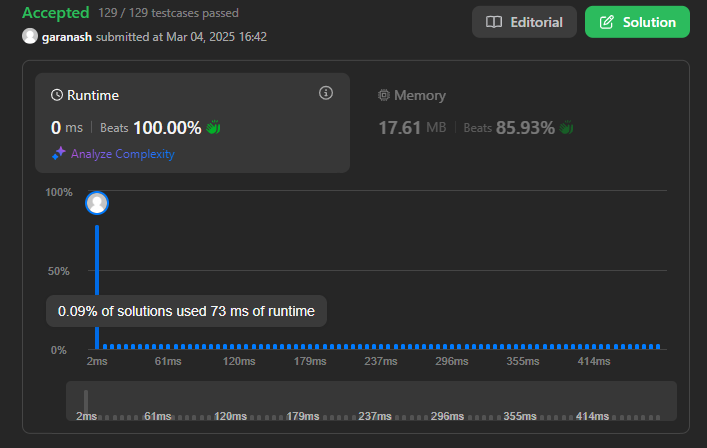 Accepted 129 / 129 testcases passed
garanash submitted at Mar 04, 2025 16:42
Editorial
Solution
Runtime
0 ms | Beats 100.00%
Analyze Complexity
Memory
17.61 MB | Beats 85.93%
100%
50%
0%
0.09% of solutions used 73 ms of runtime
2ms 61ms 120ms 179ms 237ms 296ms 355ms 414ms
2ms 61ms 120ms 179ms 237ms 296ms 355ms 414ms